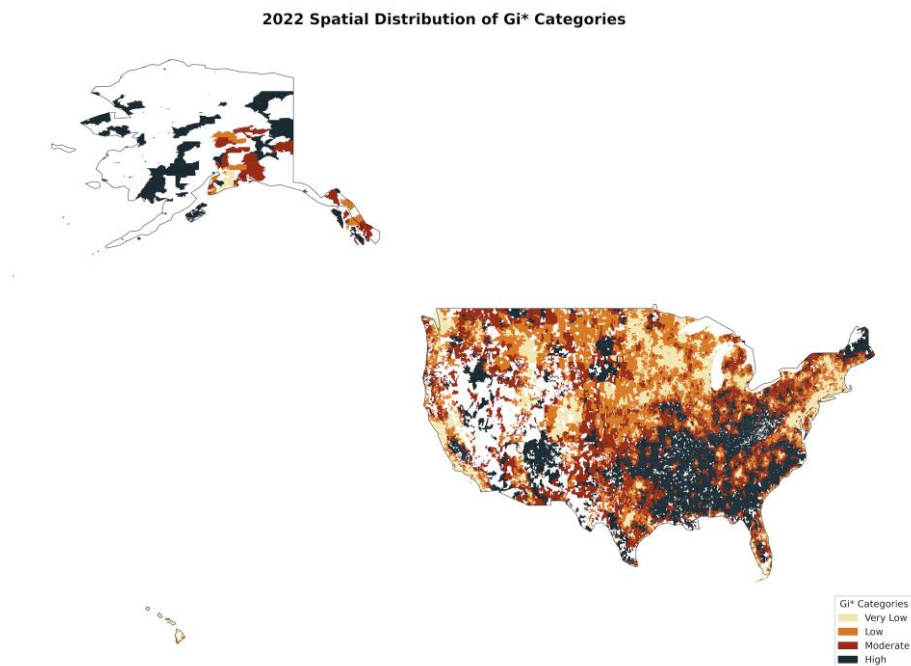 2022 Spatial Distribution of Gi* Categories
Gi* Categories
Very Low
Low
Moderate
High